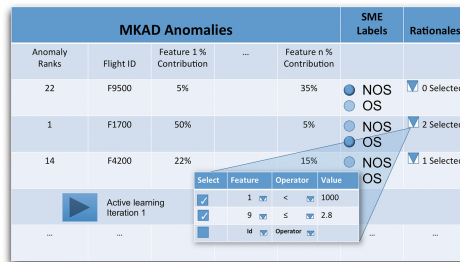 MKAD Anomalies
SME Labels
Rationales
Anomaly Ranks
Flight ID
Feature 1 % Contribution
...
Feature n % Contribution
22 F9500 5% 35% NOS 0 Selected
OS
1 F1700 50% 5% NOS 2 Selected
OS
14 F4200 22% 15% NOS 1 Selected
OS
Select Feature Operator Value
1 < 1000
9 ≤ 2.8
Id Operator
Active learning
Iteration 1
... ... ... ...